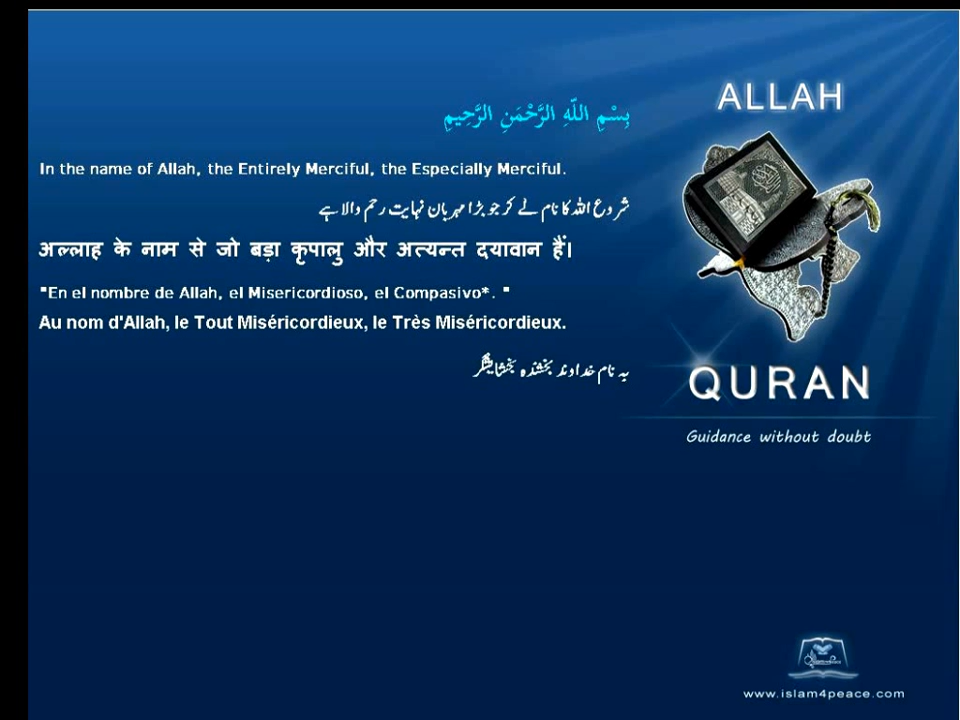 بِسْمِ اللّهِ الرَّحْمَنِ الرَّحِيمِ
In the name of Allah, the Entirely Merciful, the Especially Merciful.
شروع اللہ کا نام لے کر جو بڑا مہربان نہایت رحم والا ہے
अल्लाह के नाम से जो बड़ा कृपालु और अत्यन्त दयावान हैं।
"En el nombre de Allah, el Misericordioso, el Compasivo*. "
Au nom d'Allah, le Tout Miséricordieux, le Très Miséricordieux.
به نام خداوند بخشنده بخشایشگر
ALLAH
QURAN
Guidance without doubt
www.islam4peace.com